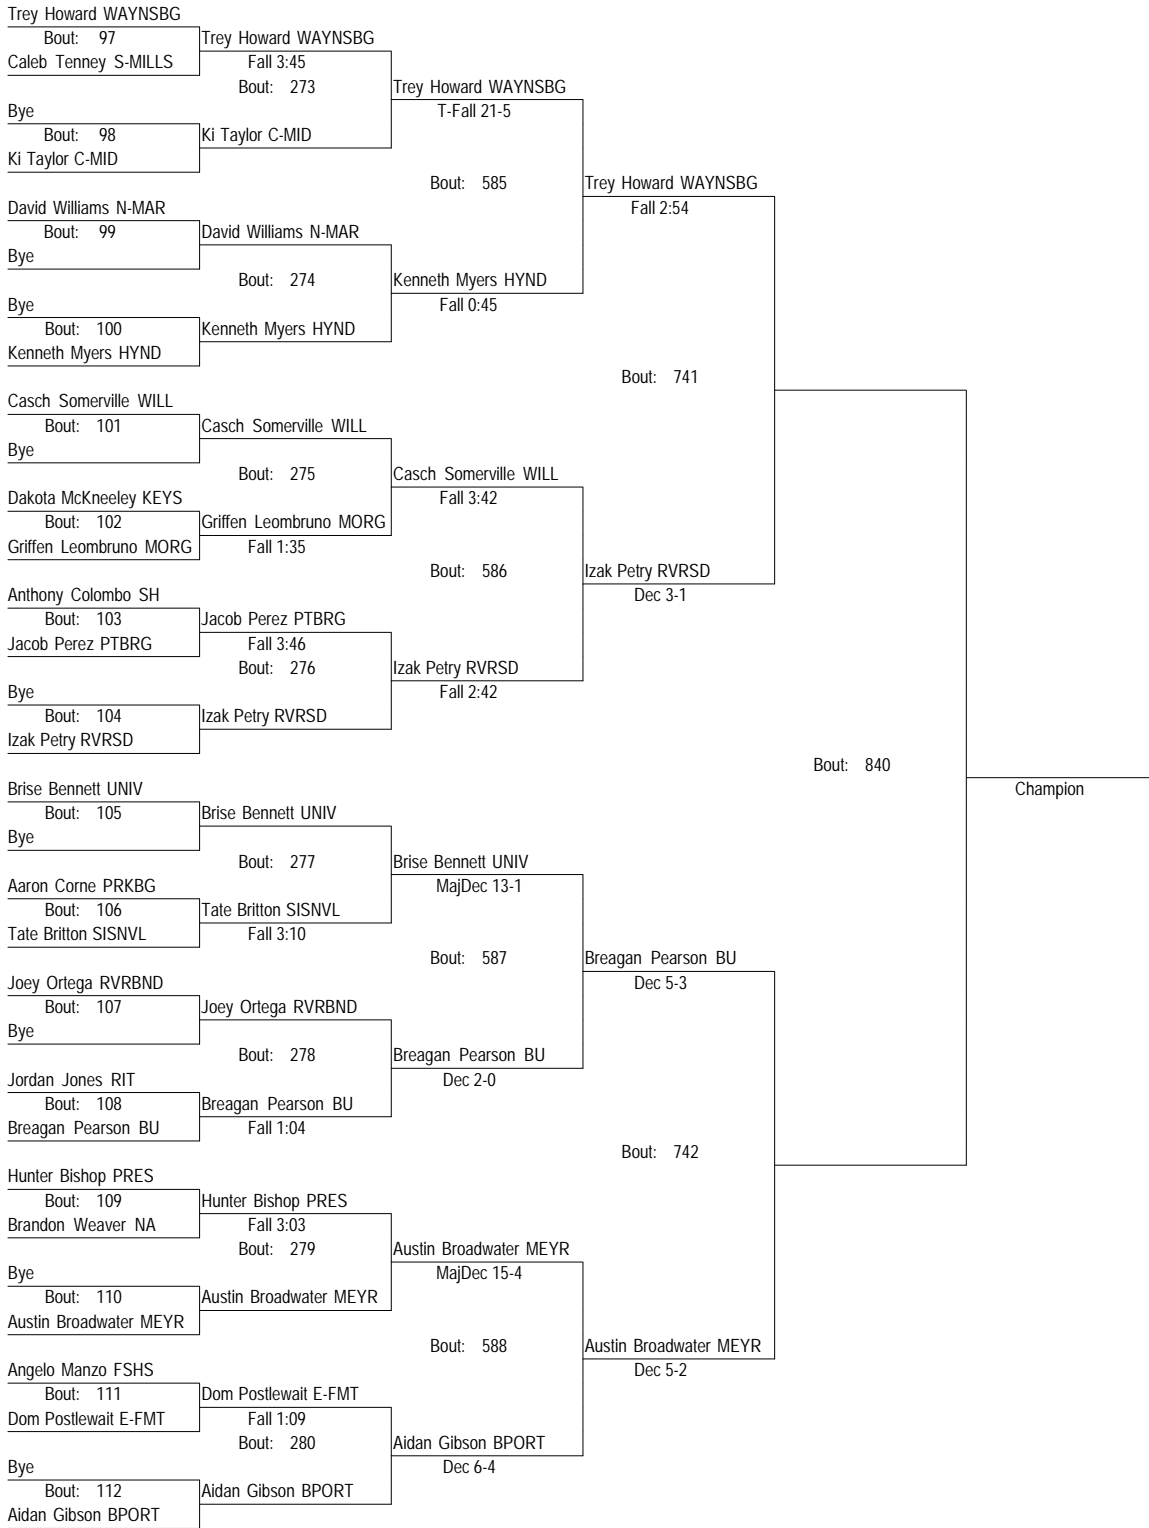 Trey Howard WAYNSBG
Bout: 97
Trey Howard WAYNSBG
Caleb Tenney S-MILLS
Fall 3:45
Bout: 273
Trey Howard WAYNSBG
Bye
T-Fall 21-5
Bout: 98
Ki Taylor C-MID
Ki Taylor C-MID
Bout: 585
Trey Howard WAYNSBG
David Williams N-MAR
Fall 2:54
Bout: 99
David Williams N-MAR
Bye
Bout: 274
Kenneth Myers HYND
Bye
Fall 0:45
Bout: 100
Kenneth Myers HYND
Kenneth Myers HYND
Bout: 741
Casch Somerville WILL
Bout: 101
Casch Somerville WILL
Bye
Bout: 275
Casch Somerville WILL
Dakota McKneeley KEYS
Fall 3:42
Bout: 102
Griffen Leombruno MORG
Griffen Leombruno MORG
Fall 1:35
Bout: 586
Izak Petry RVRSD
Anthony Colombo SH
Dec 3-1
Bout: 103
Jacob Perez PTBRG
Jacob Perez PTBRG
Fall 3:46
Bout: 276
Izak Petry RVRSD
Bye
Fall 2:42
Bout: 104
Izak Petry RVRSD
Izak Petry RVRSD
Bout: 840
Champion
Brise Bennett UNIV
Bout: 105
Brise Bennett UNIV
Bye
Bout: 277
Brise Bennett UNIV
Aaron Corne PRKBG
MajDec 13-1
Bout: 106
Tate Britton SISNVL
Tate Britton SISNVL
Fall 3:10
Bout: 587
Breagan Pearson BU
Joey Ortega RVRBND
Dec 5-3
Bout: 107
Joey Ortega RVRBND
Bye
Bout: 278
Breagan Pearson BU
Jordan Jones RIT
Dec 2-0
Bout: 108
Breagan Pearson BU
Breagan Pearson BU
Fall 1:04
Bout: 742
Hunter Bishop PRES
Bout: 109
Hunter Bishop PRES
Brandon Weaver NA
Fall 3:03
Bout: 279
Austin Broadwater MEYR
Bye
MajDec 15-4
Bout: 110
Austin Broadwater MEYR
Austin Broadwater MEYR
Bout: 588
Austin Broadwater MEYR
Angelo Manzo FSHS
Dec 5-2
Bout: 111
Dom Postlewait E-FMT
Dom Postlewait E-FMT
Fall 1:09
Bout: 280
Aidan Gibson BPORT
Bye
Dec 6-4
Bout: 112
Aidan Gibson BPORT
Aidan Gibson BPORT